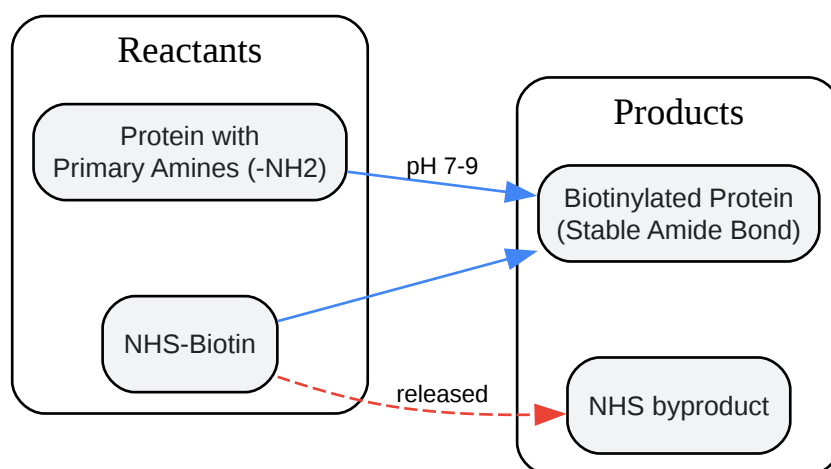 Reactants
Protein with
Primary Amines (-NH2)
NHS-Biotin
pH 7-9
released
Products
Biotinylated Protein
(Stable Amide Bond)
NHS byproduct